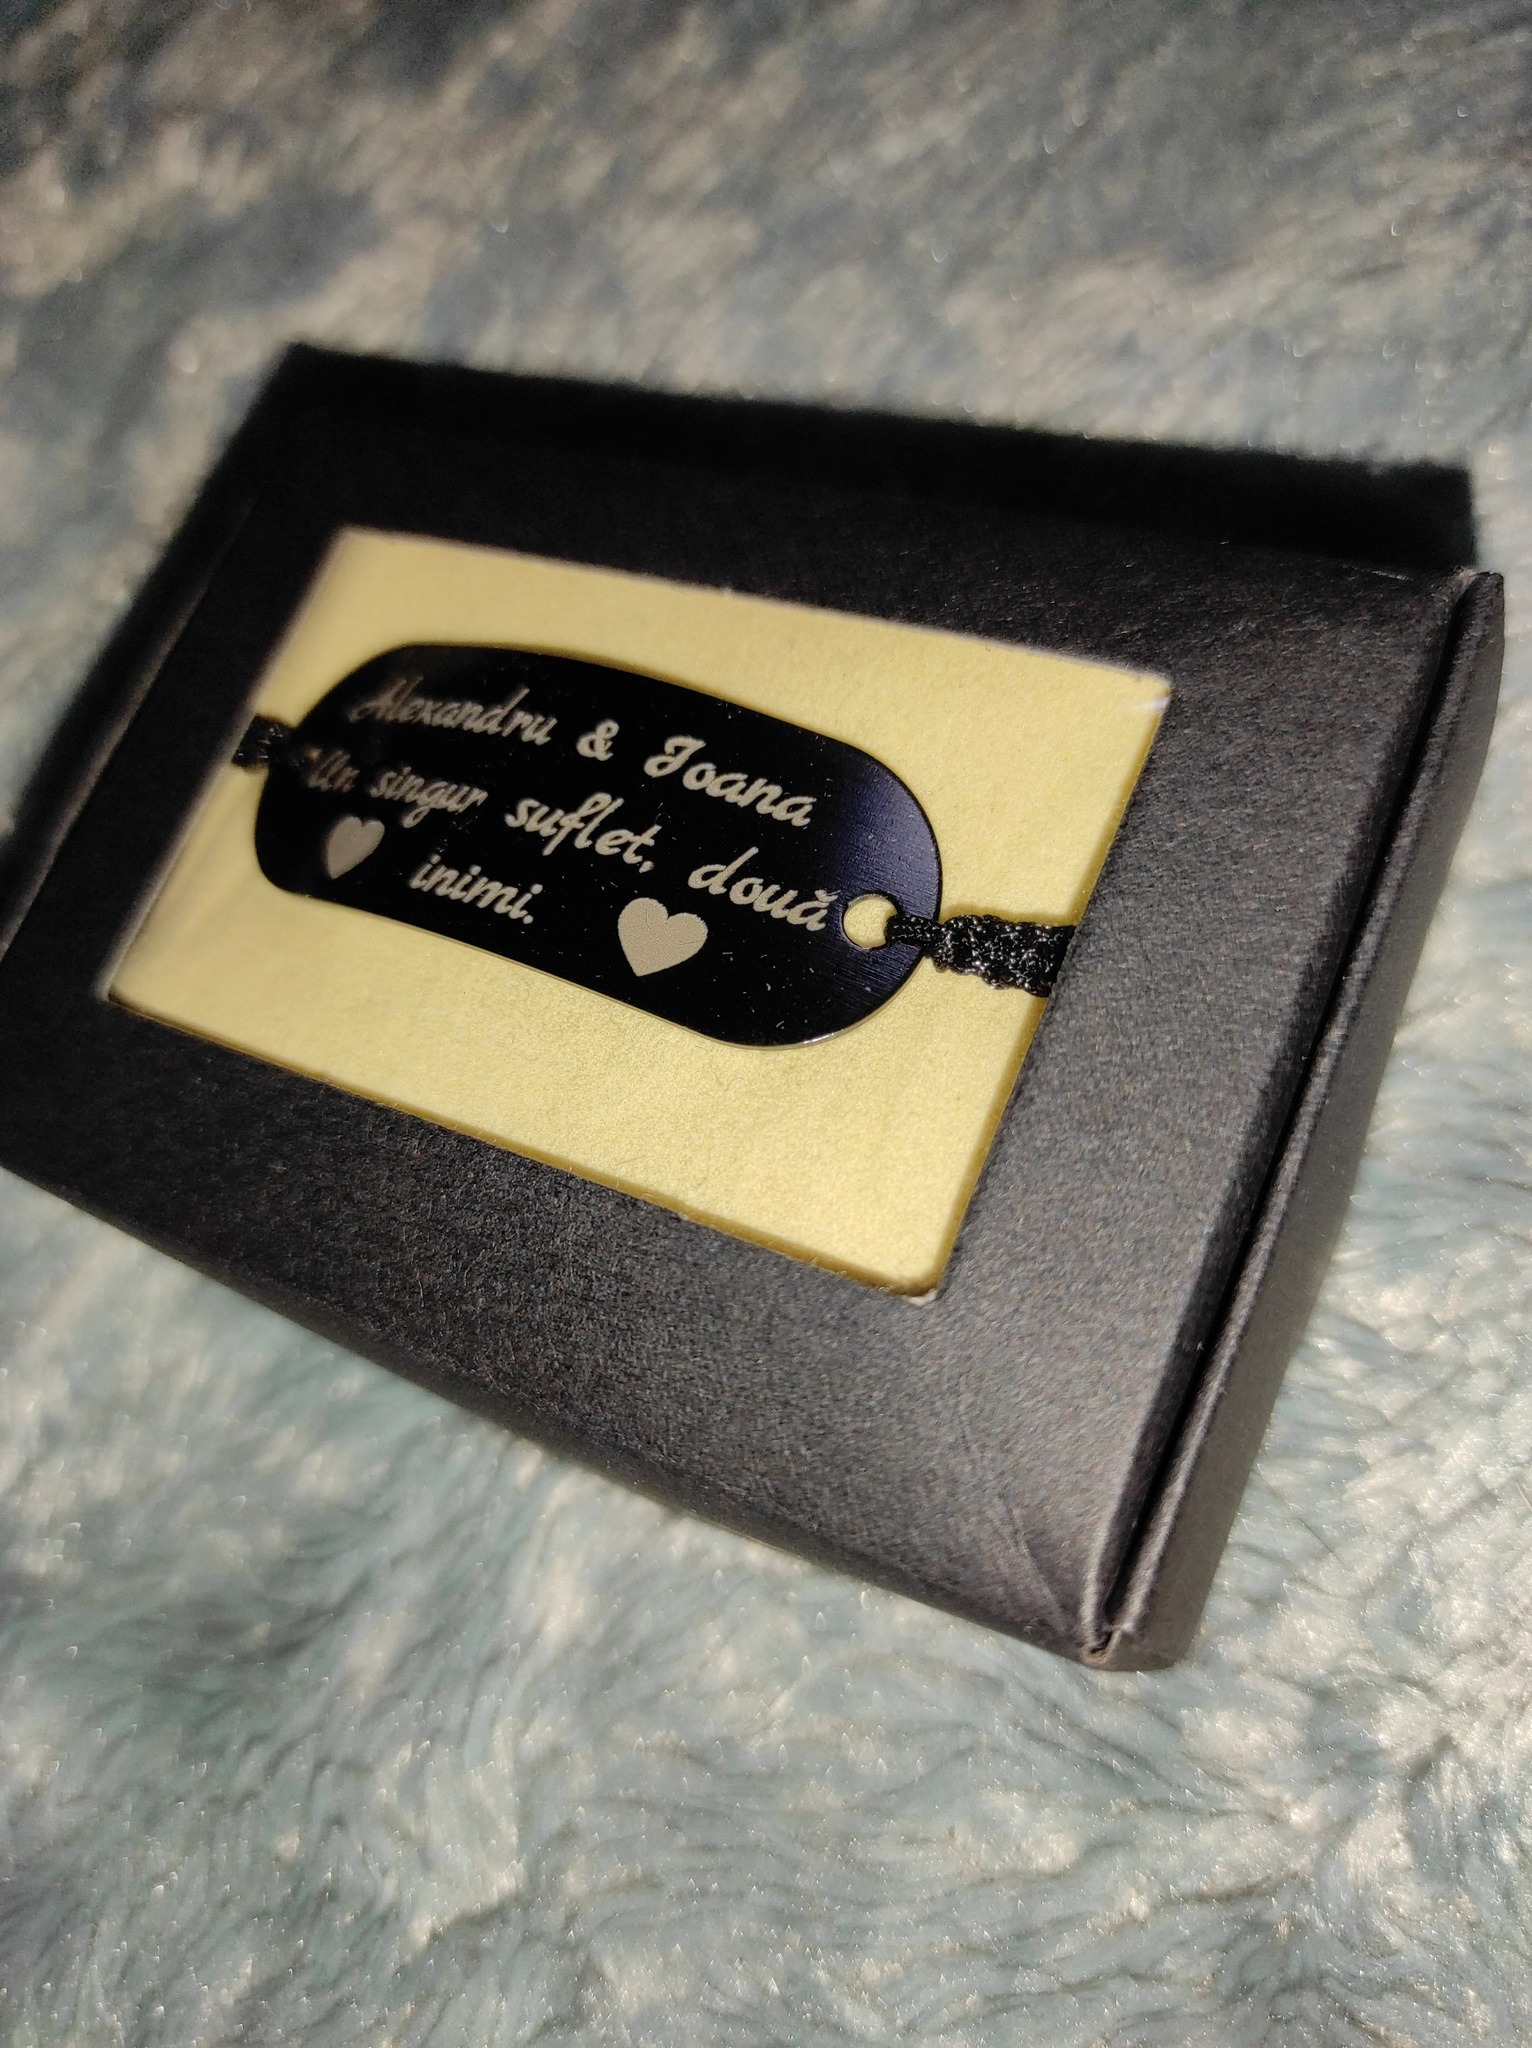 Alexandru & Ioana
Un singur suflet, două
inimi.